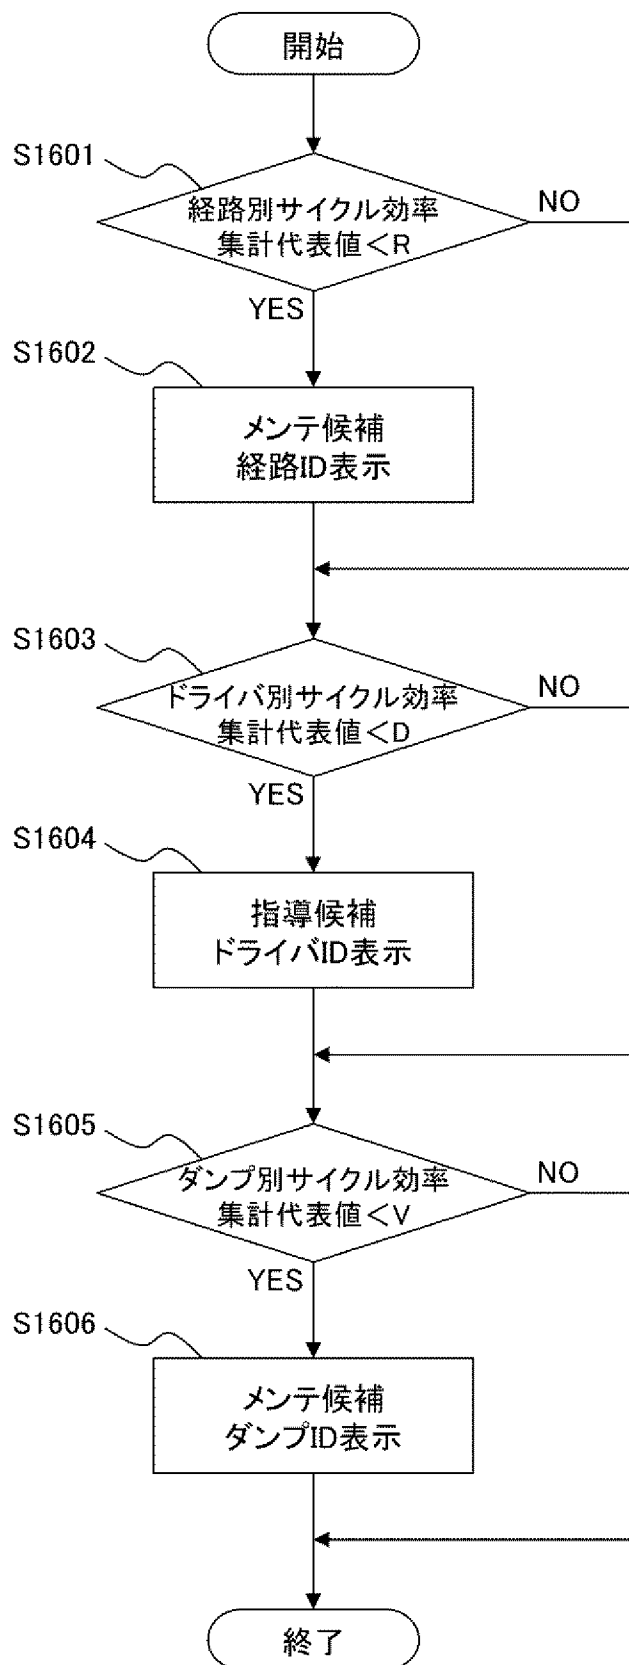 開始
S1601
経路別サイクル効率
集計代表値＜R
NO
YES
S1602
メンテ候補
経路ID表示
S1603
ドライバ別サイクル効率
集計代表値＜D
NO
YES
S1604
指導候補
ドライバID表示
S1605
ダンプ別サイクル効率
集計代表値＜V
NO
YES
S1606
メンテ候補
ダンプID表示
終了